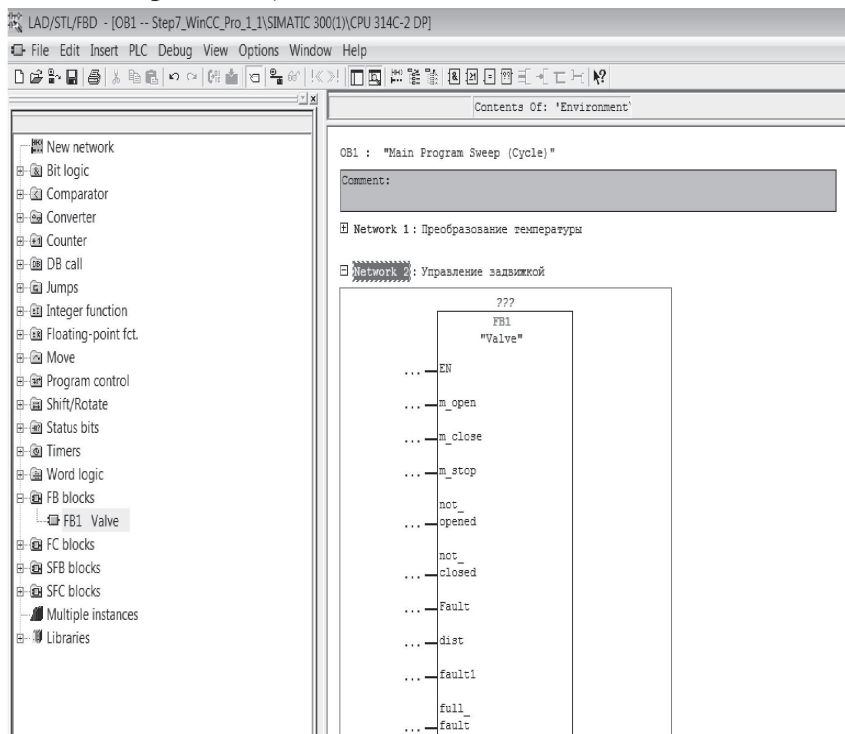 LAD/STL/FBD - [OB1 -- Step7_WinCC_Pro_1_1\SIMATIC 300(1)\CPU 314C-2 DP]
File Edit Insert PLC Debug View Options Window Help
Contents Of: 'Environment'
New network
Bit logic
Comparator
Converter
Counter
DB call
Jumps
Integer function
Floating-point fct.
Move
Program control
Shift/Rotate
Status bits
Timers
Word logic
FB blocks
FB1 Valve
FC blocks
SFB blocks
SFC blocks
Multiple instances
Libraries
OB1 : "Main Program Sweep (Cycle)"
Comment:
Network 1: Преобразование температуры
Network 2: Управление задвижкой
???
FB1
"Valve"
... EN
... m_open
... m_close
... m_stop
not_
... opened
not_
... closed
... Fault
... dist
... fault1
full_
... fault